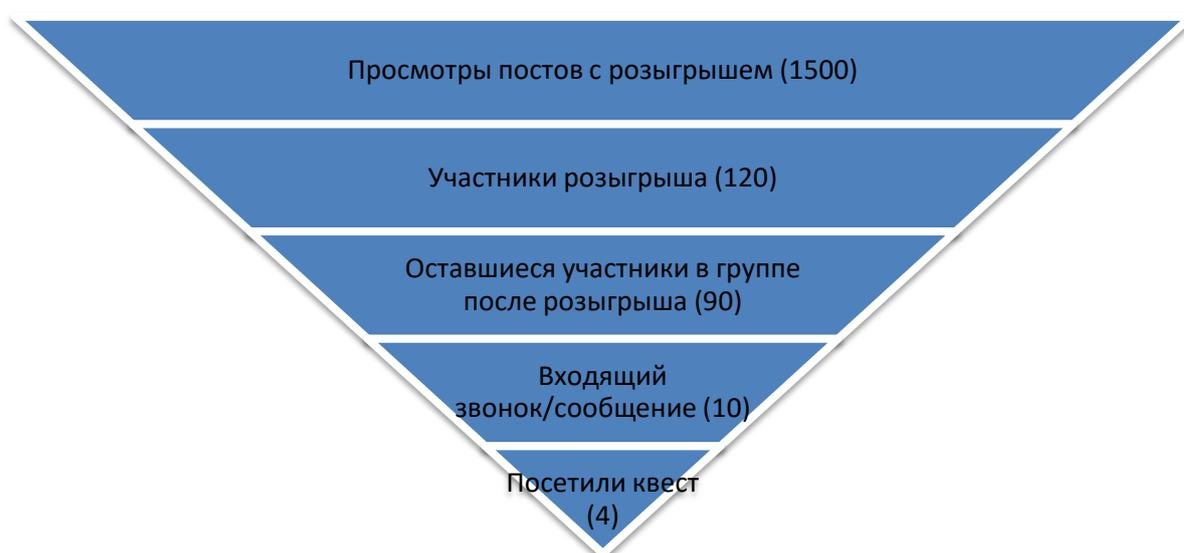 Просмотры постов с розыгрышем (1500)
Участники розыгрыша (120)
Оставшиеся участники в группе
после розыгрыша (90)
Входящий
звонок/сообщение (10)
Посетили квест
(4)